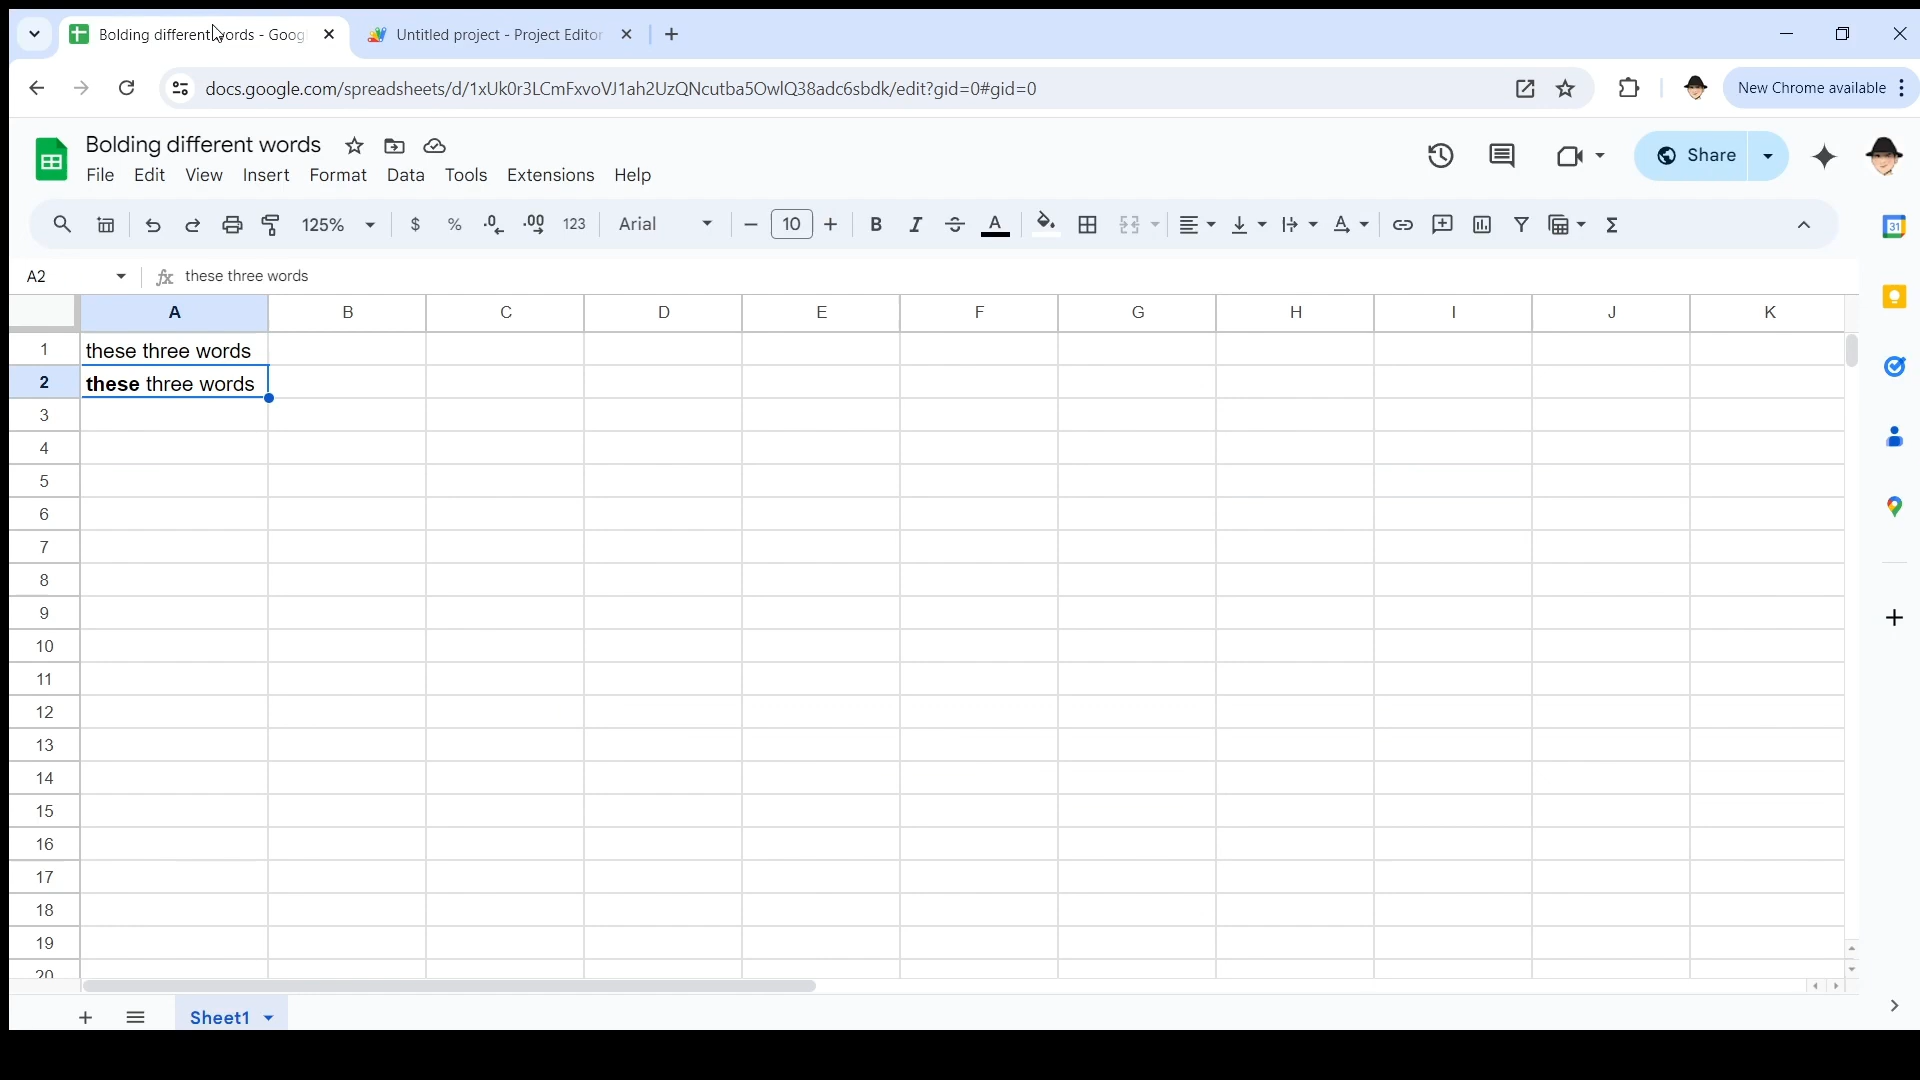 Bolding different words - Goog
Untitled project - Project Editor
docs.google.com/spreadsheets/d/1xUk0r3LCmFxvoVJ1ah2UzQNcutba5OwlQ38adc6sbdk/edit?gid=0#gid=0
New Chrome available
Bolding different words
Share
File Edit View Insert Format Data Tools Extensions Help
125% $ % .0 .00 123 Arial 10 B I A
31
A2 fx these three words
A B C D E F G H I J K
1 these three words
2 these three words
3
4
5
6
7
8
9
10
11
12
13
14
15
16
17
18
19
20
Sheet1